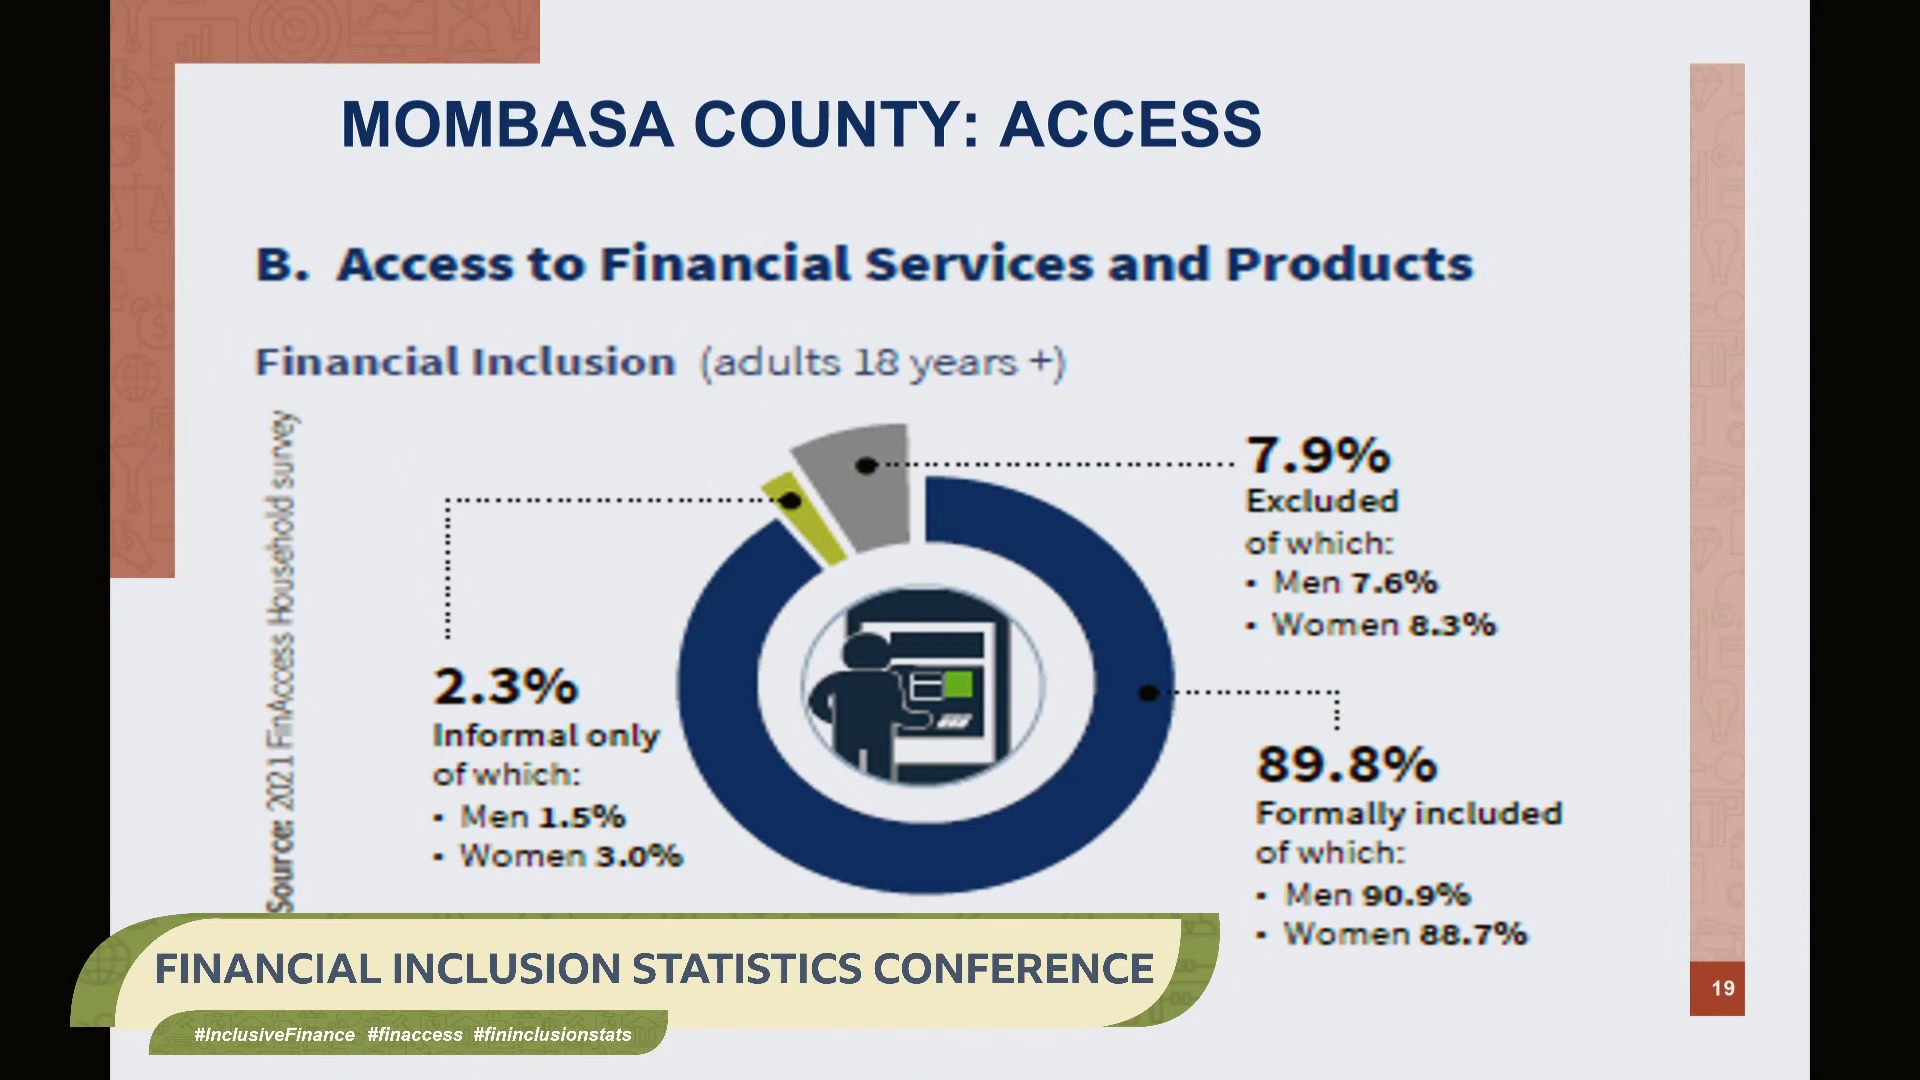 MOMBASA COUNTY: ACCESS
B. Access to Financial Services and Products
Financial Inclusion (adults 18 years +)
Source: 2021 FinAccess Household survey
7.9%
Excluded
of which:
• Men 7.6%
• Women 8.3%
2.3%
Informal only
of which:
• Men 1.5%
• Women 3.0%
89.8%
Formally included
of which:
• Men 90.9%
• Women 88.7%
FINANCIAL INCLUSION STATISTICS CONFERENCE
#InclusiveFinance #finaccess #fininclusionstats
19